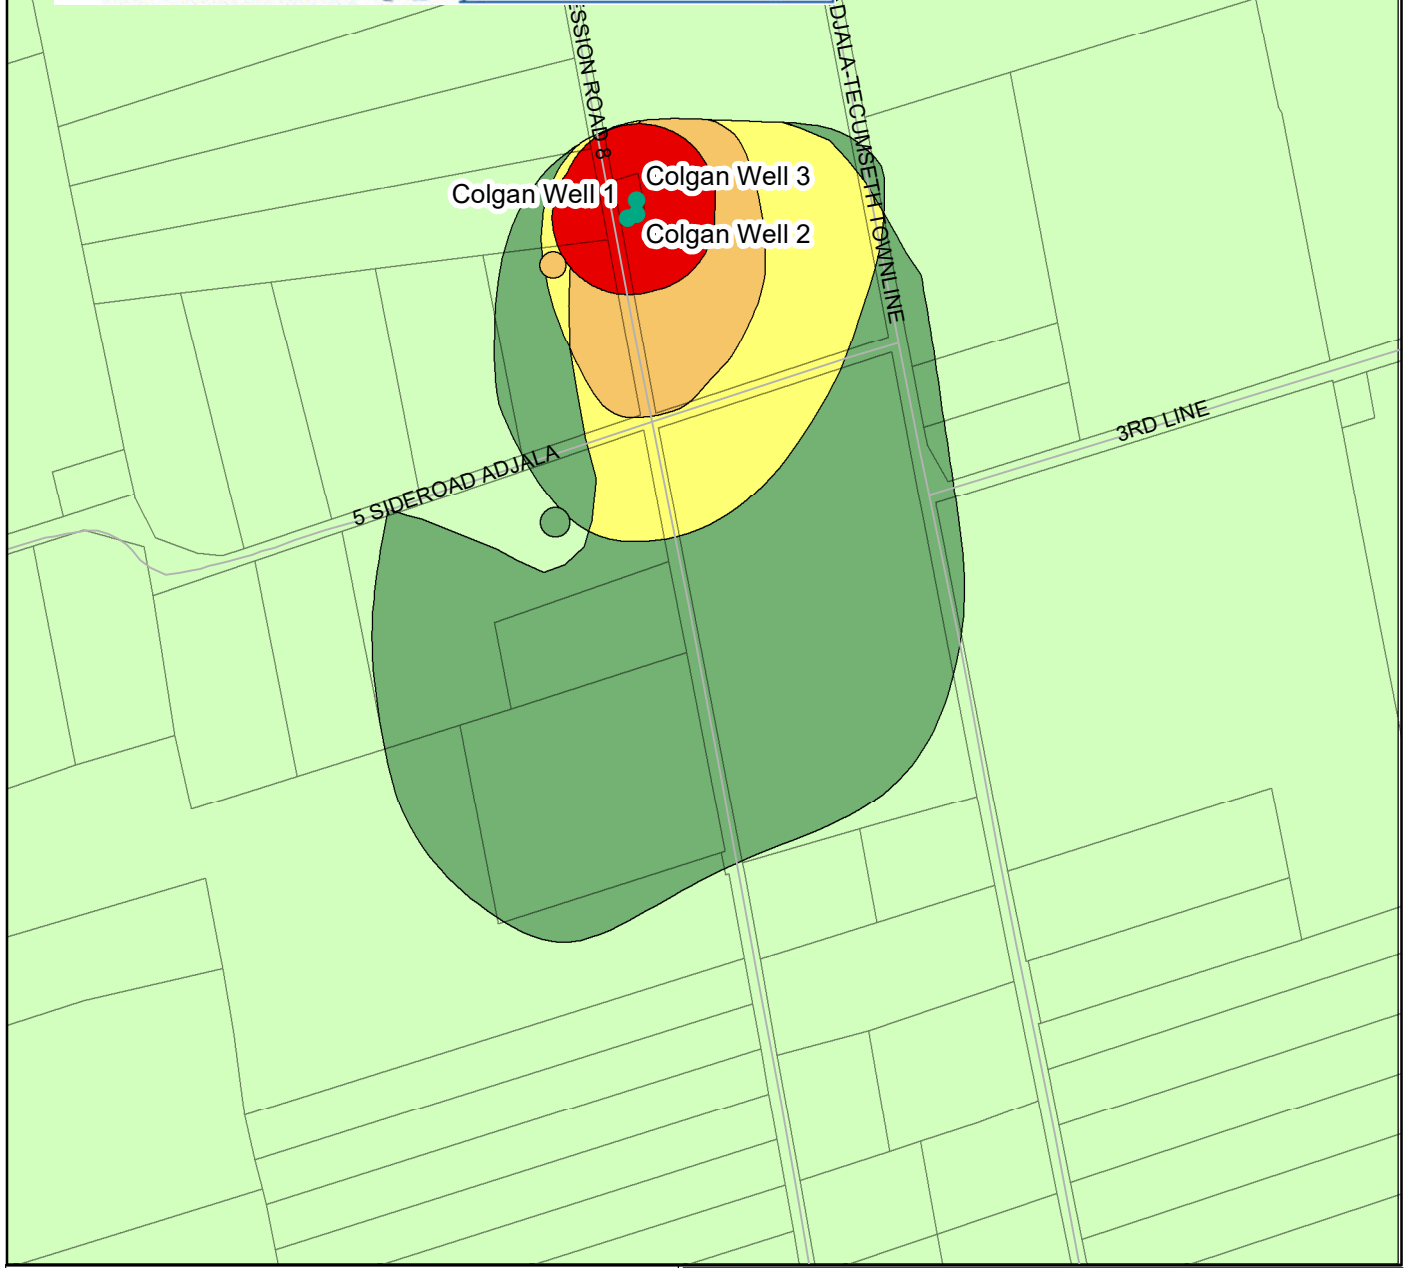 ESSION ROAD 8
DJALA-TECUMSETH TOWNLINE
Colgan Well 3
Colgan Well 1
Colgan Well 2
3RD LINE
5 SIDEROAD ADJALA